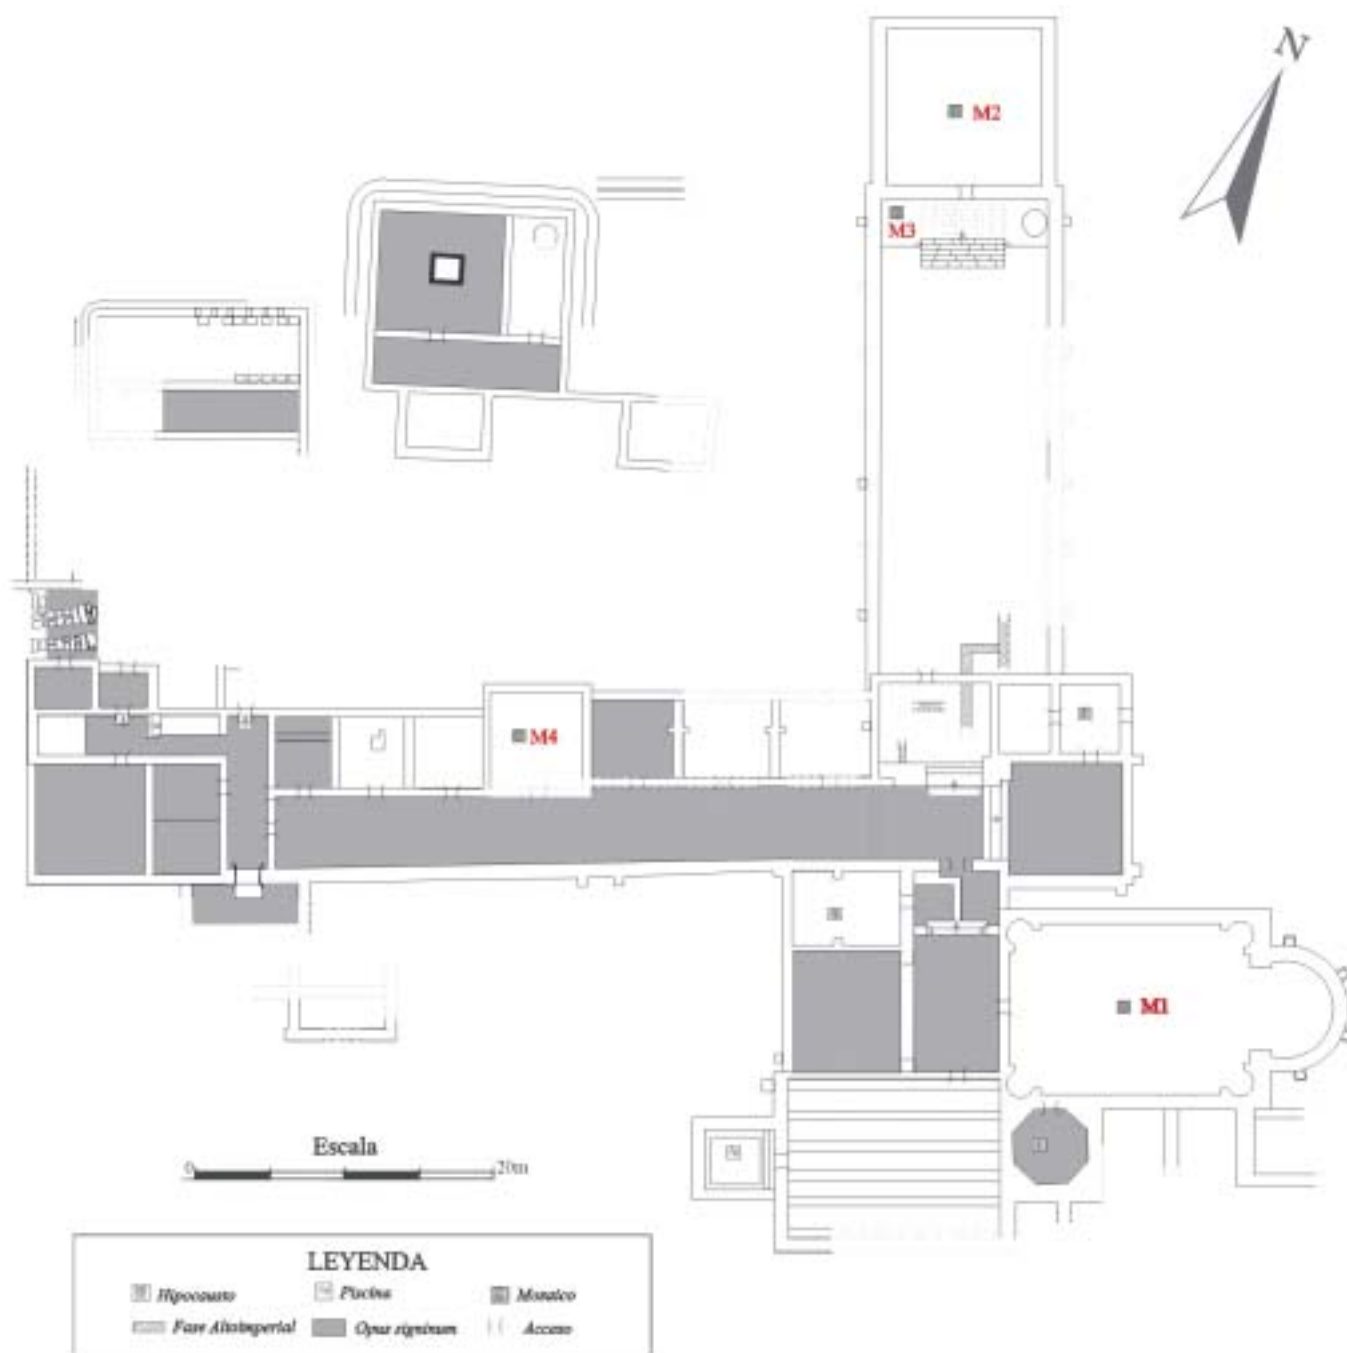 N
M2
M3
M4
M1
Escala
0 20m
LEYENDA
Hipocausto Piscina Mosaico
Fase Altoimperial Opus signinum Acceso